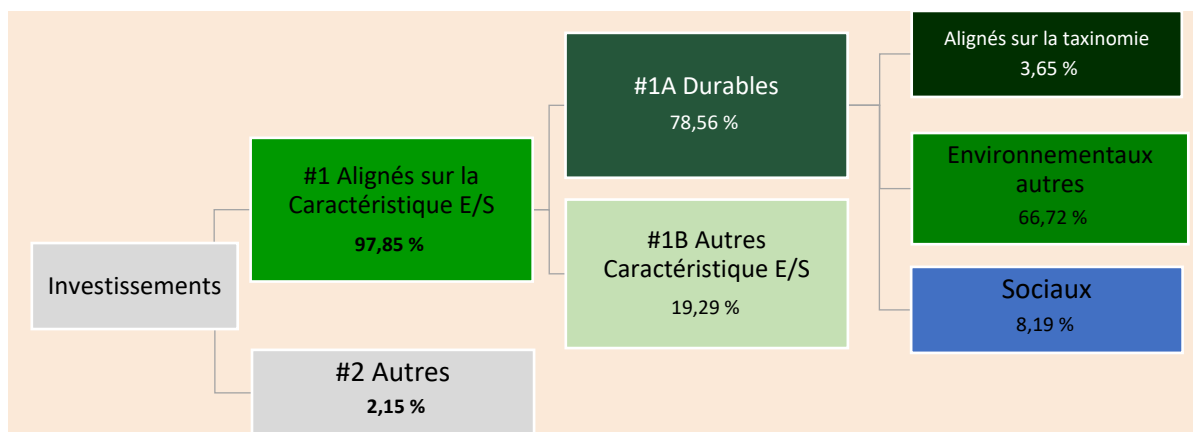 Investissements
#1 Alignés sur la
Caractéristique E/S
97,85 %
#2 Autres
2,15 %
#1A Durables
78,56 %
#1B Autres
Caractéristique E/S
19,29 %
Alignés sur la taxinomie
3,65 %
Environnementaux
autres
66,72 %
Sociaux
8,19 %